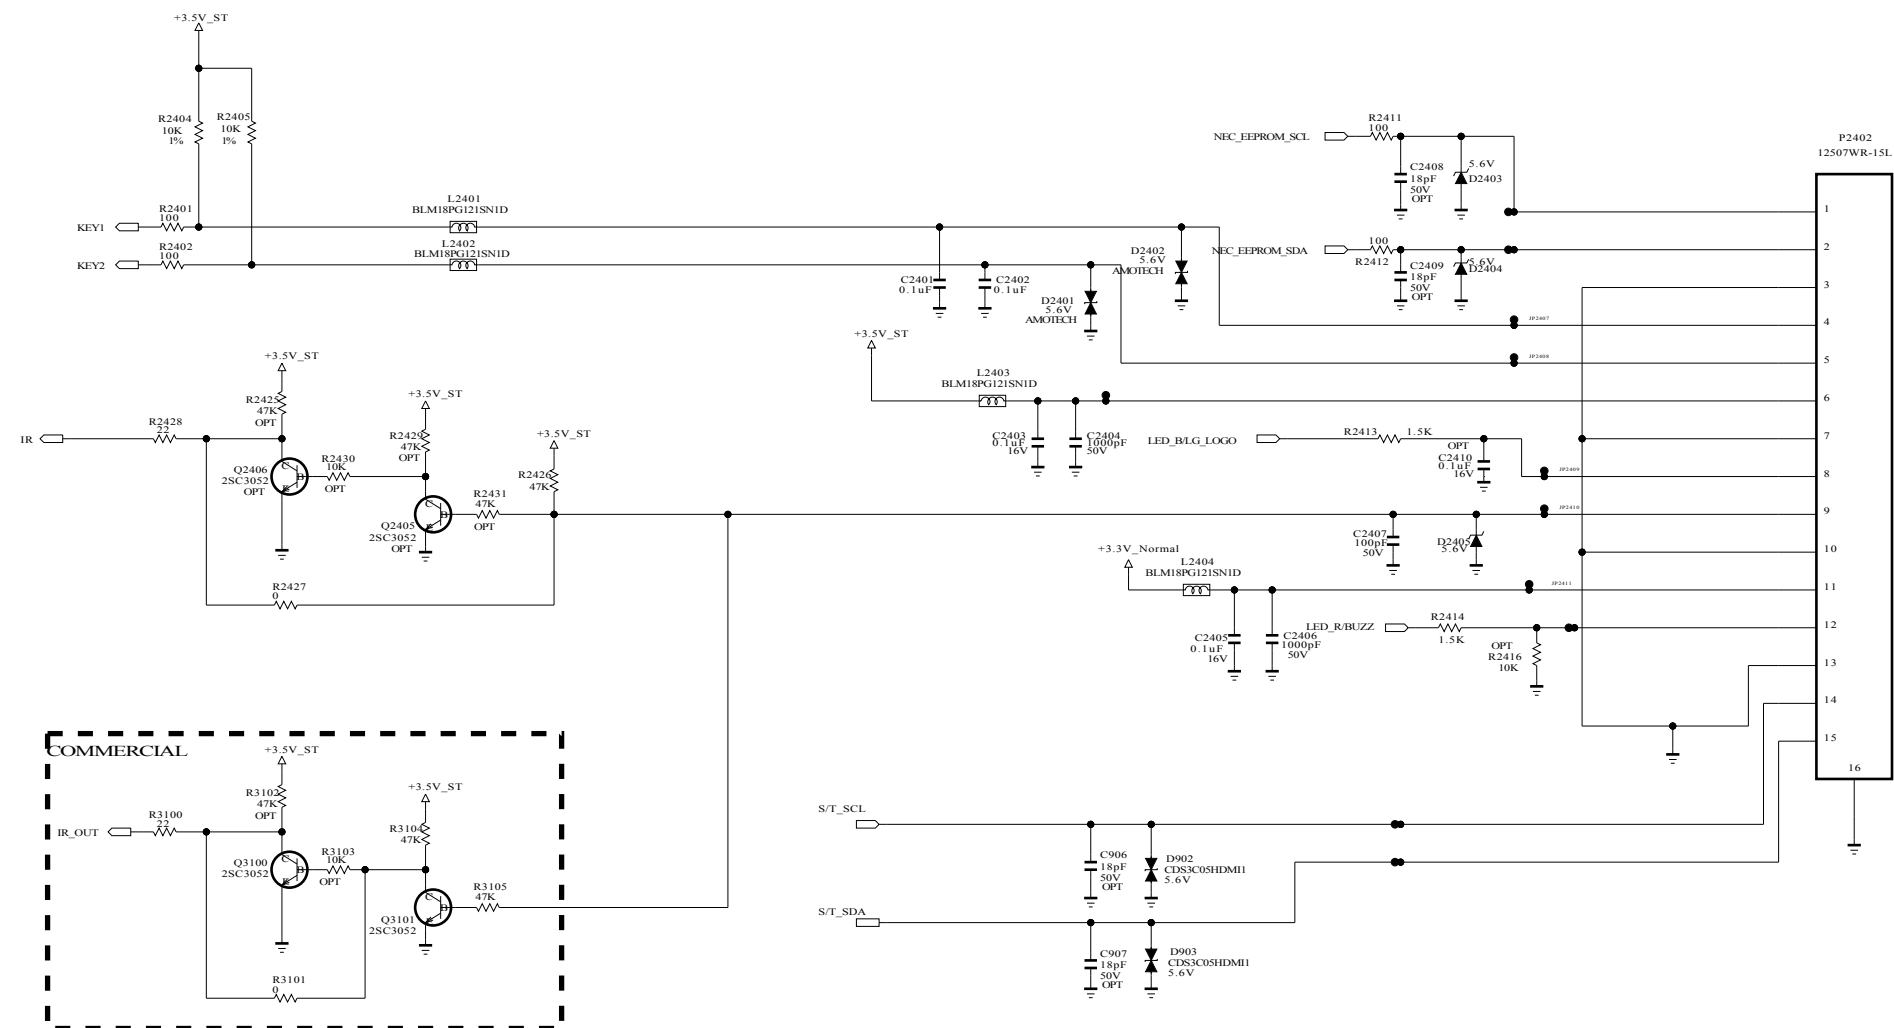 +3.5V_ST
R2404
10K
1%
R2405
10K
1%
R2401
100
KEY1
R2402
100
KEY2
L2401
BLM18PG121SN1D
L2402
BLM18PG121SN1D
C2401
0.1uF
C2402
0.1uF
D2402
5.6V
AMOTECH
D2401
5.6V
AMOTECH
NEC_EEPROM_SCL
R2411
100
C2408
18pF
50V
OPT
5.6V
D2403
NEC_EEPROM_SDA
100
R2412
C2409
18pF
50V
OPT
5.6V
D2404
P2402
12507WR-15L
1
2
3
4
5
6
7
8
9
10
11
12
13
14
15
16
JP2407
JP2408
+3.5V_ST
L2403
BLM18PG121SN1D
C2403
0.1uF
16V
C2404
1000pF
50V
LED_B/LG_LOGO
R2413
1.5K
OPT
C2410
0.1uF
16V
JP2409
JP2410
C2407
100pF
50V
D2405
5.6V
+3.3V_Normal
L2404
BLM18PG121SN1D
JP2411
C2405
0.1uF
16V
C2406
1000pF
50V
LED_R/BUZZ
R2414
1.5K
OPT
R2416
10K
+3.5V_ST
R2425
47K
OPT
R2428
22
IR
Q2406
2SC3052
OPT
C
B
E
R2430
10K
OPT
+3.5V_ST
R2429
47K
OPT
Q2405
2SC3052
OPT
C
B
E
R2431
47K
OPT
+3.5V_ST
R2426
47K
R2427
0
COMMERCIAL
+3.5V_ST
R3102
47K
OPT
R3100
22
IR_OUT
Q3100
2SC3052
C
B
E
R3103
10K
OPT
+3.5V_ST
R3104
47K
Q3101
2SC3052
C
B
E
R3105
47K
R3101
0
S/T_SCL
C906
18pF
50V
OPT
D902
CDS3C05HDMI1
5.6V
S/T_SDA
C907
18pF
50V
OPT
D903
CDS3C05HDMI1
5.6V